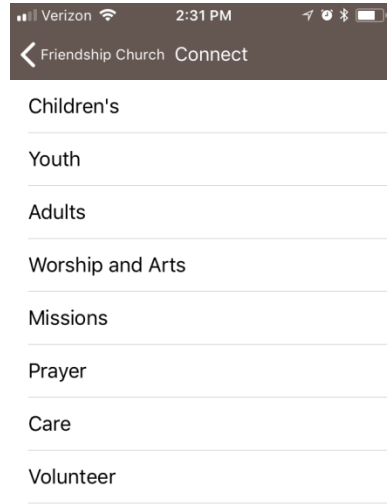 Verizon 2:31 PM
Friendship Church Connect
Children's
Youth
Adults
Worship and Arts
Missions
Prayer
Care
Volunteer